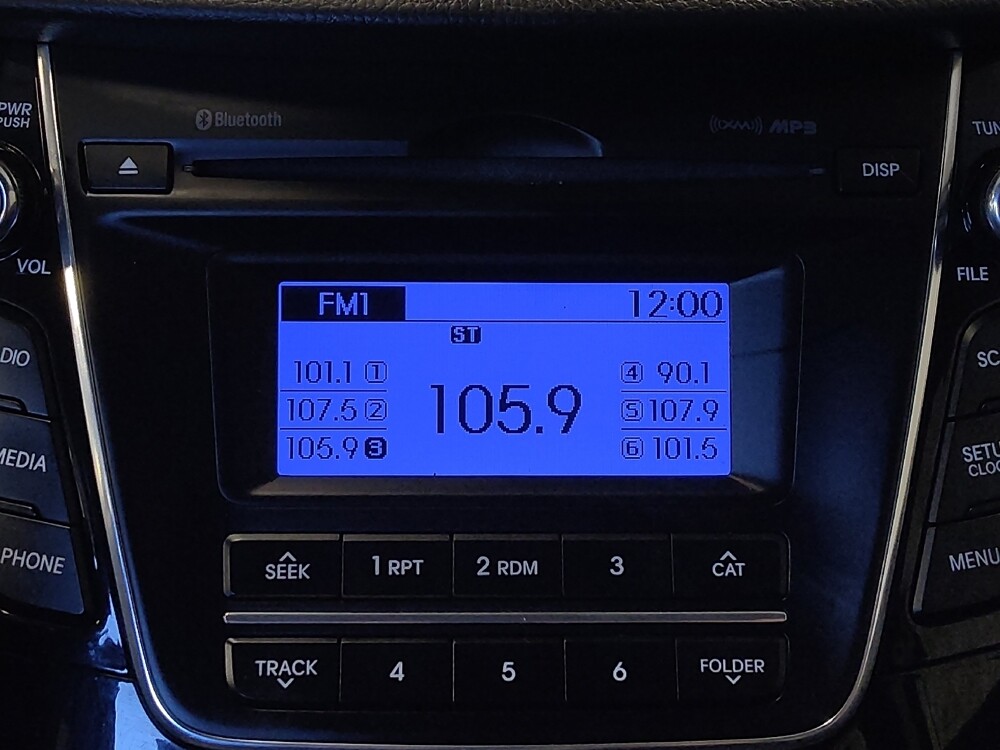 PWR
PUSH
Bluetooth
((XM)) MP3
TUN
DISP
VOL
FILE
FM1 12:00
ST
101.1 1
107.5 2
105.9 3
105.9
4 90.1
5 107.9
6 101.5
DIO
MEDIA
PHONE
SC
SETU
CLOC
MENU
SEEK
1 RPT
2 RDM
3
CAT
TRACK
4
5
6
FOLDER